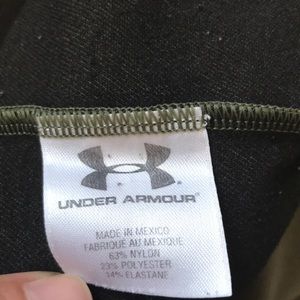 UNDER ARMOUR
MADE IN MEXICO
FABRIQUÉ AU MEXIQUE
63% NYLON
23% POLYESTER
14% ELASTANE